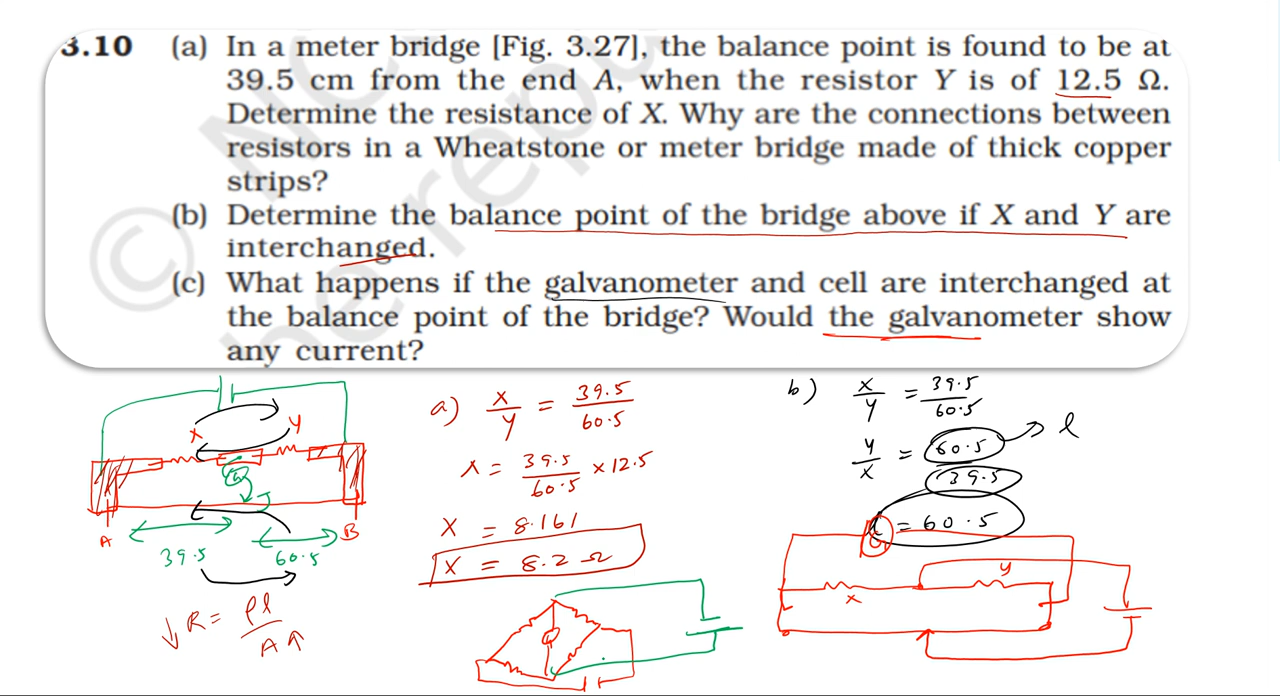 3.10 (a) In a meter bridge [Fig. 3.27], the balance point is found to be at
39.5 cm from the end A, when the resistor Y is of 12.5 Ω.
Determine the resistance of X. Why are the connections between
resistors in a Wheatstone or meter bridge made of thick copper
strips?
(b) Determine the balance point of the bridge above if X and Y are
interchanged.
(c) What happens if the galvanometer and cell are interchanged at
the balance point of the bridge? Would the galvanometer show
any current?
X Y
G
A B
39.5 60.5
↓R = ρl / A↑
a) X/Y = 39.5/60.5
X = 39.5/60.5 × 12.5
X = 8.161
X = 8.2 Ω
b) X/Y = 39.5/60.5
Y/X = 60.5/39.5 → l
l = 60.5
G
X Y